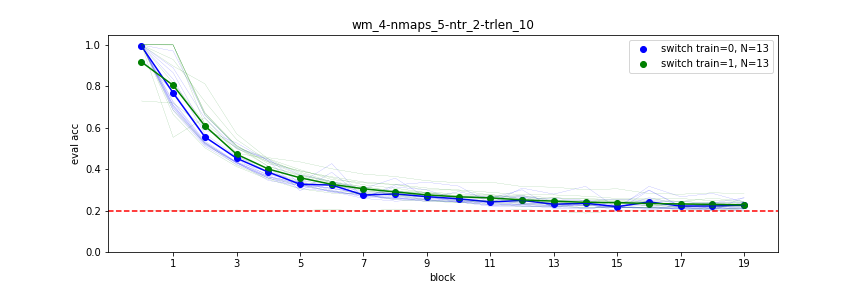 wm_4-nmaps_5-ntr_2-trlen_10
switch train=0, N=13
switch train=1, N=13
eval acc
1.0
0.8
0.6
0.4
0.2
0.0
1 3 5 7 9 11 13 15 17 19
block